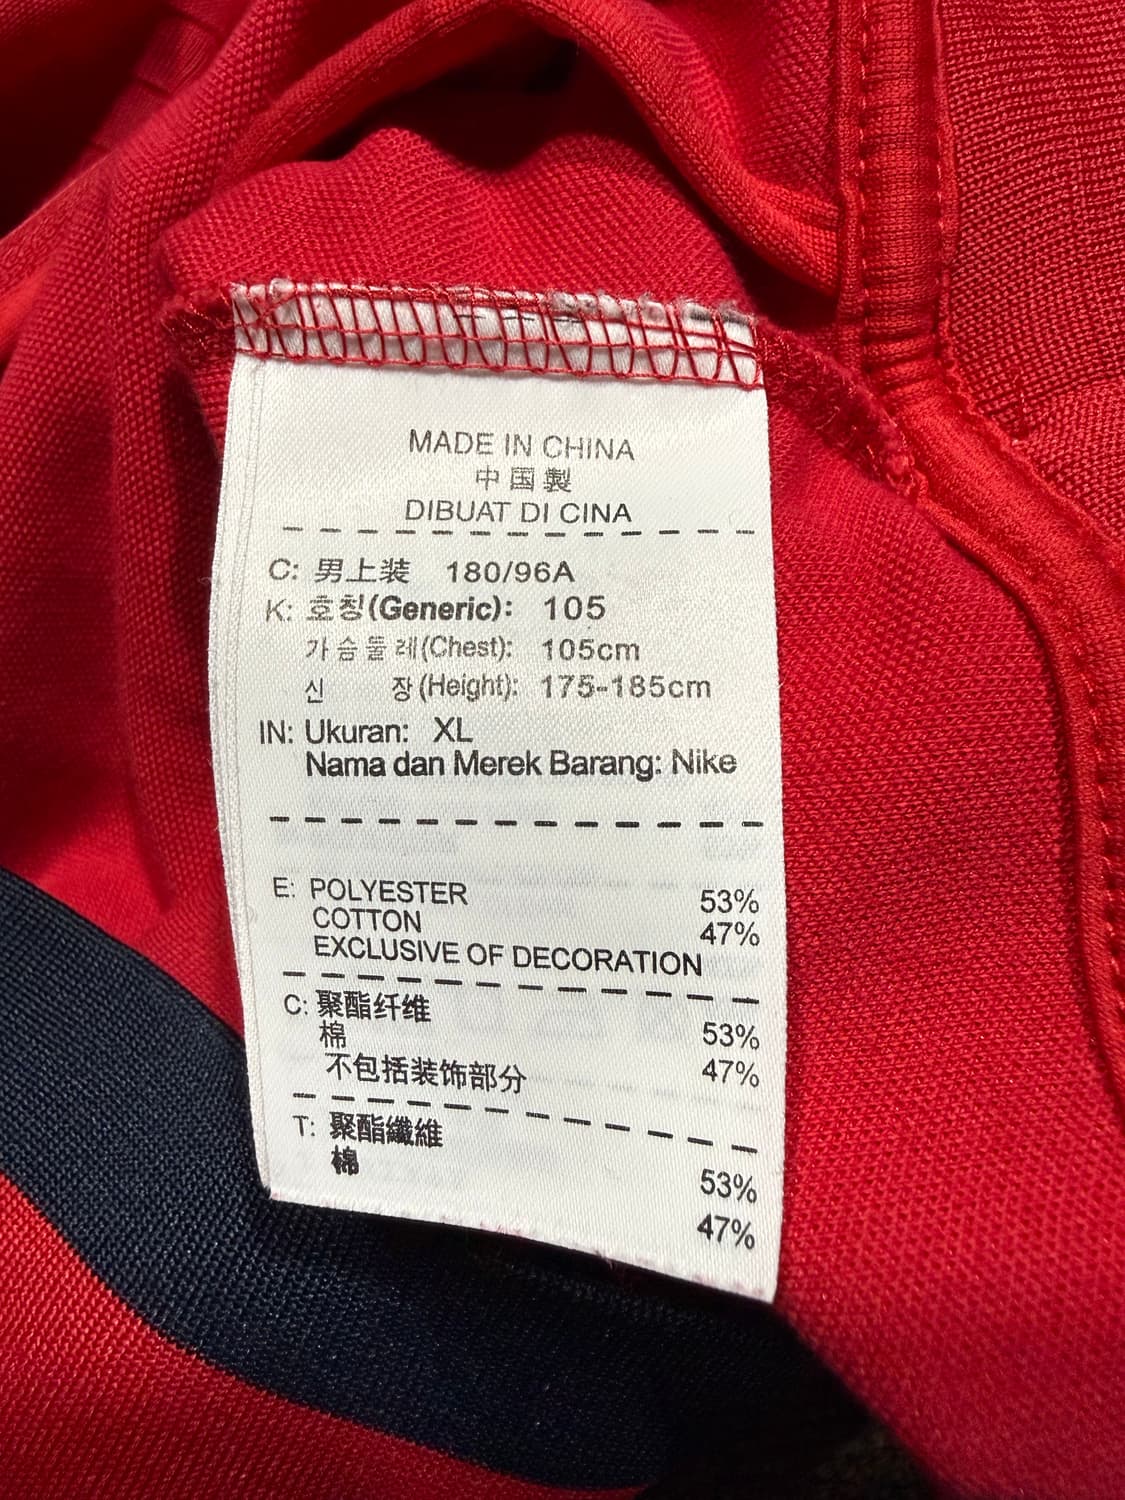 MADE IN CHINA
中国製
DIBUAT DI CINA
C: 男上装 180/96A
K: 호칭(Generic): 105
가슴둘레(Chest): 105cm
신 장(Height): 175-185cm
IN: Ukuran: XL
Nama dan Merek Barang: Nike
E: POLYESTER 53%
COTTON 47%
EXCLUSIVE OF DECORATION
C: 聚酯纤维 53%
棉 47%
不包括装饰部分
T: 聚酯纖維 53%
棉 47%